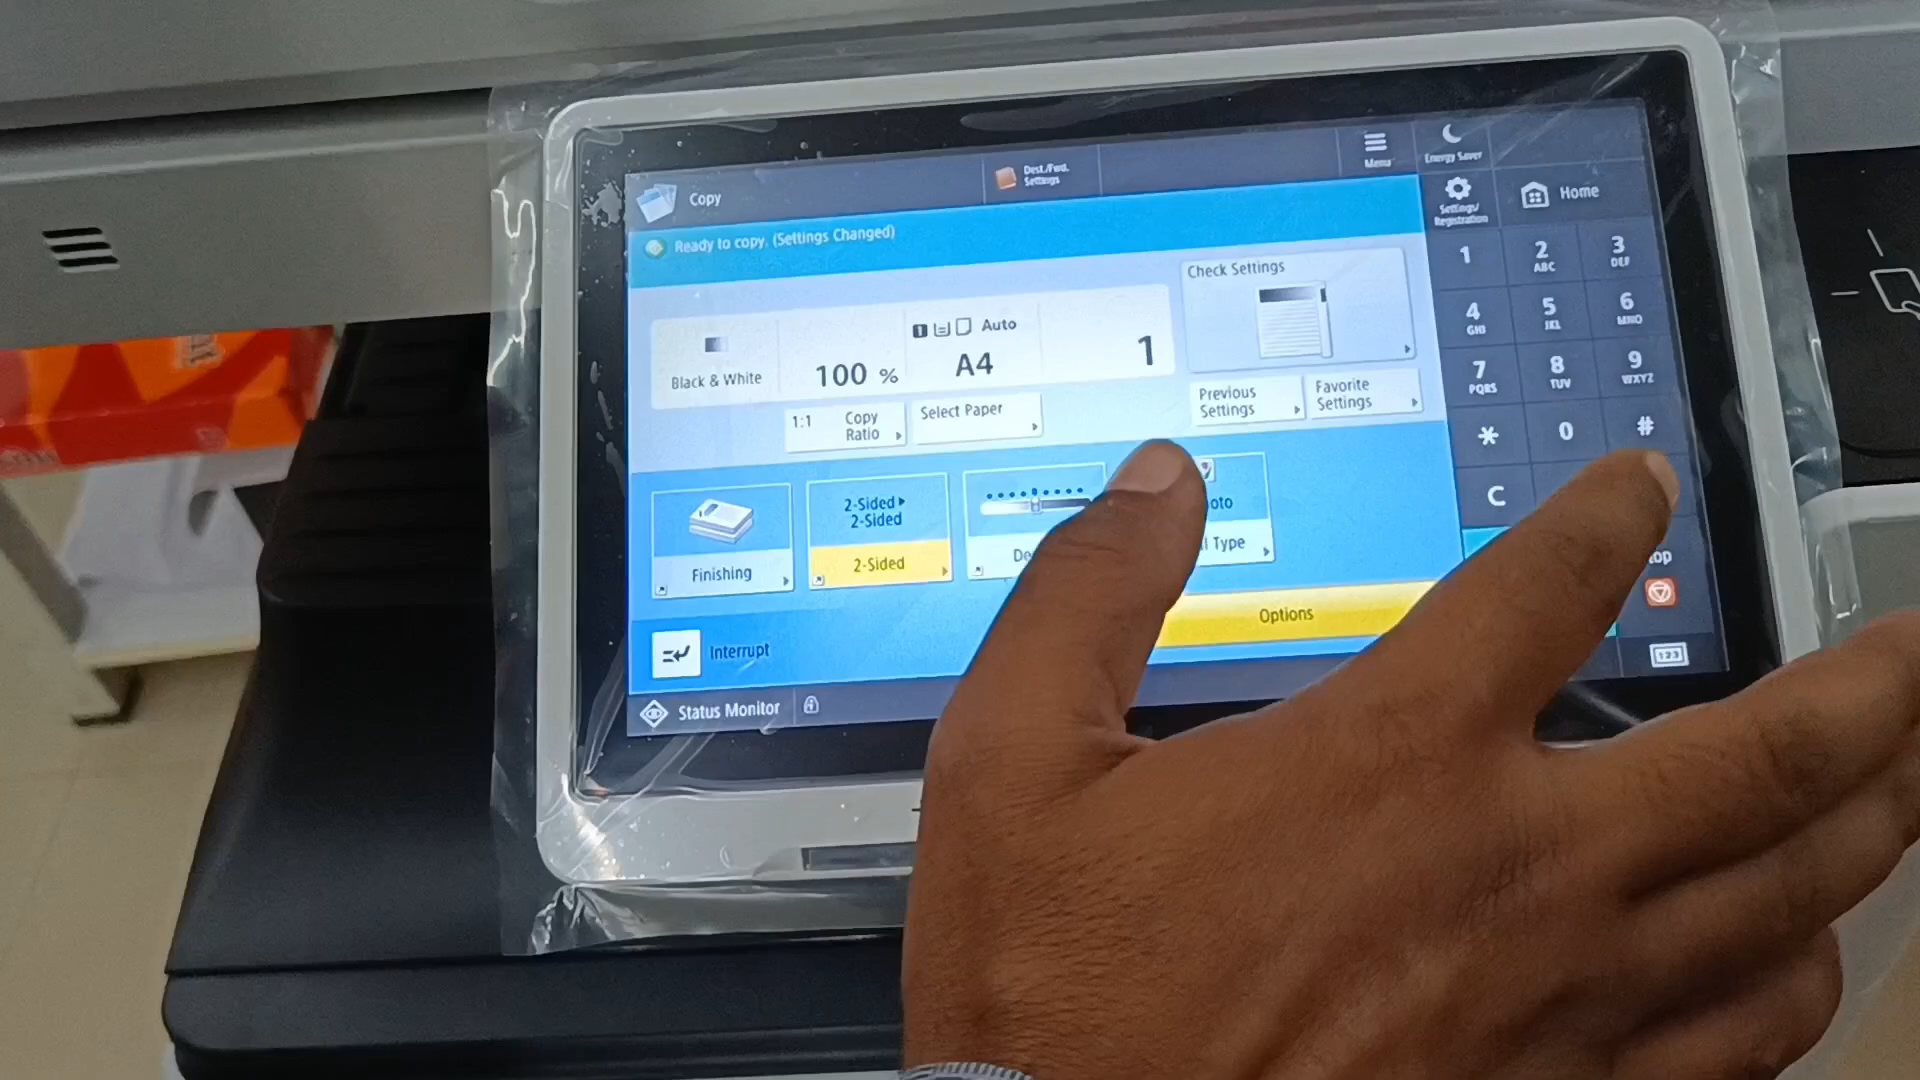 Copy
Dest./Fwd.
Settings
Menu
Energy Saver
Settings/
Registration
Home
Ready to copy. (Settings Changed)
Check Settings
Black & White
100 %
1 Auto
A4
1
1:1 Copy
Ratio
Select Paper
Previous
Settings
Favorite
Settings
2-Sided
2-Sided
Finishing
2-Sided
Type
Options
Interrupt
Status Monitor
1
2
ABC
3
DEF
4
GHI
5
JKL
6
MNO
7
PQRS
8
TUV
9
WXYZ
*
0
#
C
123